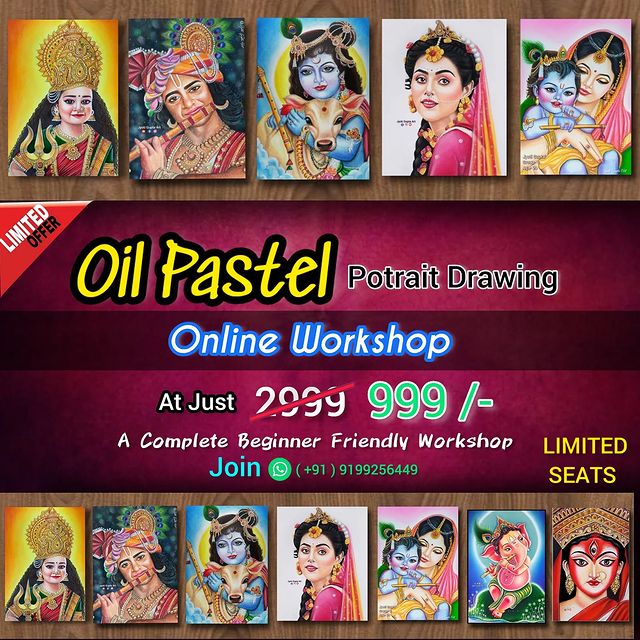 LIMITED
OFFER
Oil Pastel Potrait Drawing
Online Workshop
At Just 2999 999 /-
A Complete Beginner Friendly Workshop
Join ( +91 ) 9199256449
LIMITED
SEATS